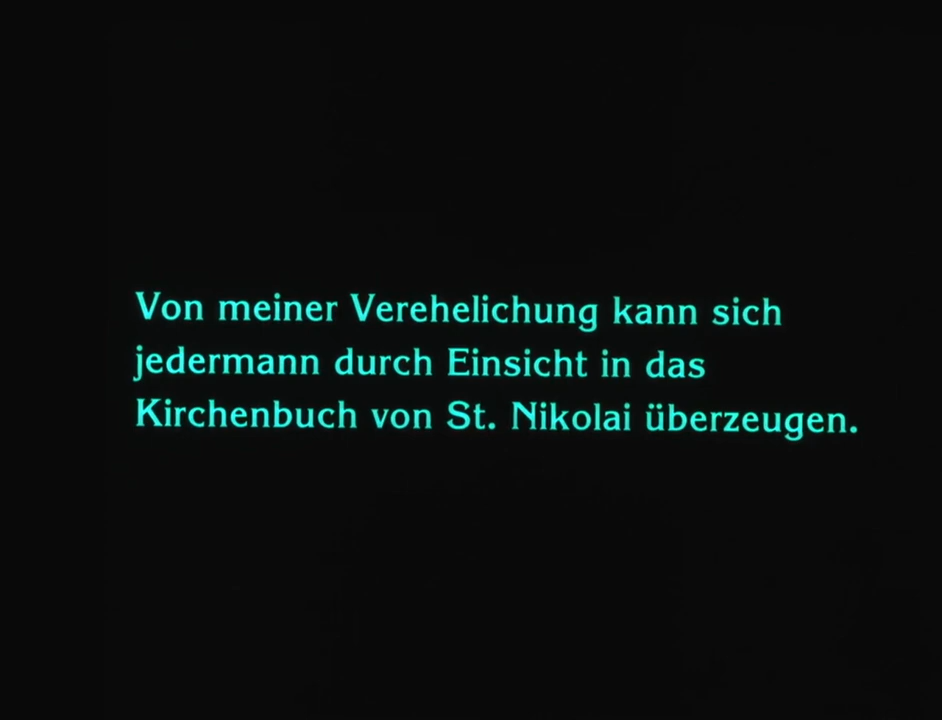 Von meiner Verehelichung kann sich
jedermann durch Einsicht in das
Kirchenbuch von St. Nikolai überzeugen.